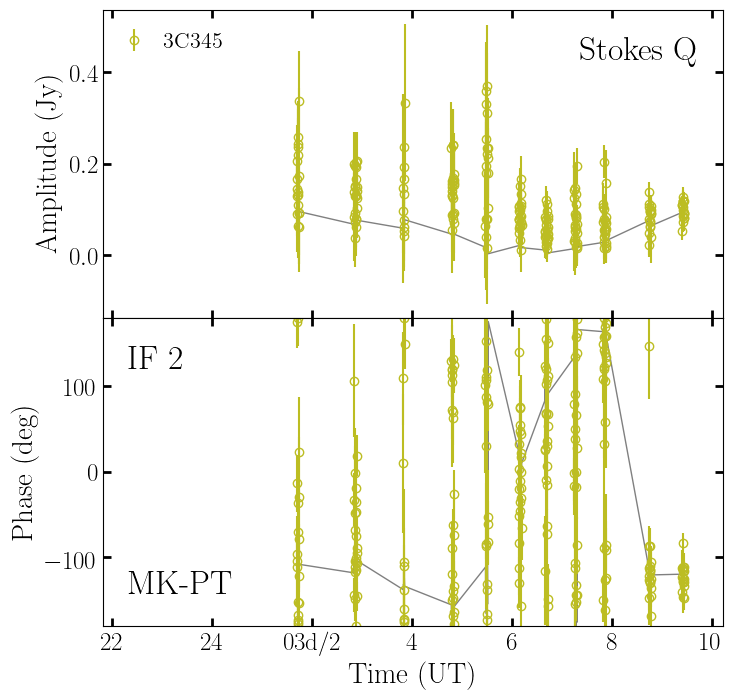 3C345
Stokes Q
0.4
0.2
0.0
Amplitude (Jy)
IF 2
100
0
−100
Phase (deg)
MK-PT
22 24 03d/2 4 6 8 10
Time (UT)